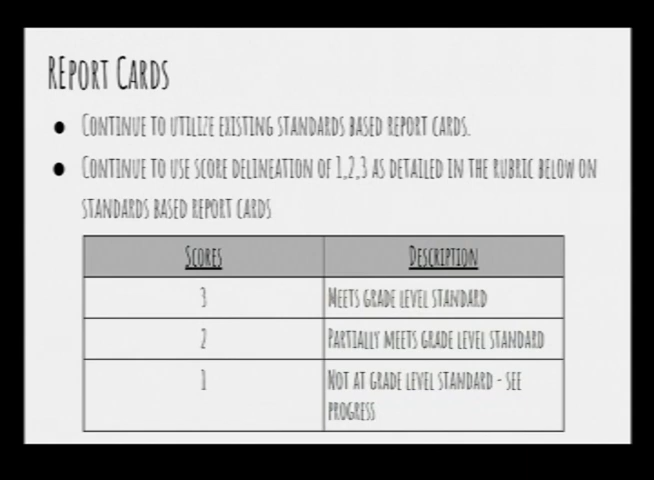 REport Cards
● Continue to utilize existing standards based report cards.
● Continue to use score delineation of 1,2,3 as detailed in the rubric below on
standards based report cards
Scores Description
3 Meets grade level standard
2 Partially meets grade level standard
1 Not at grade level standard - see
progress